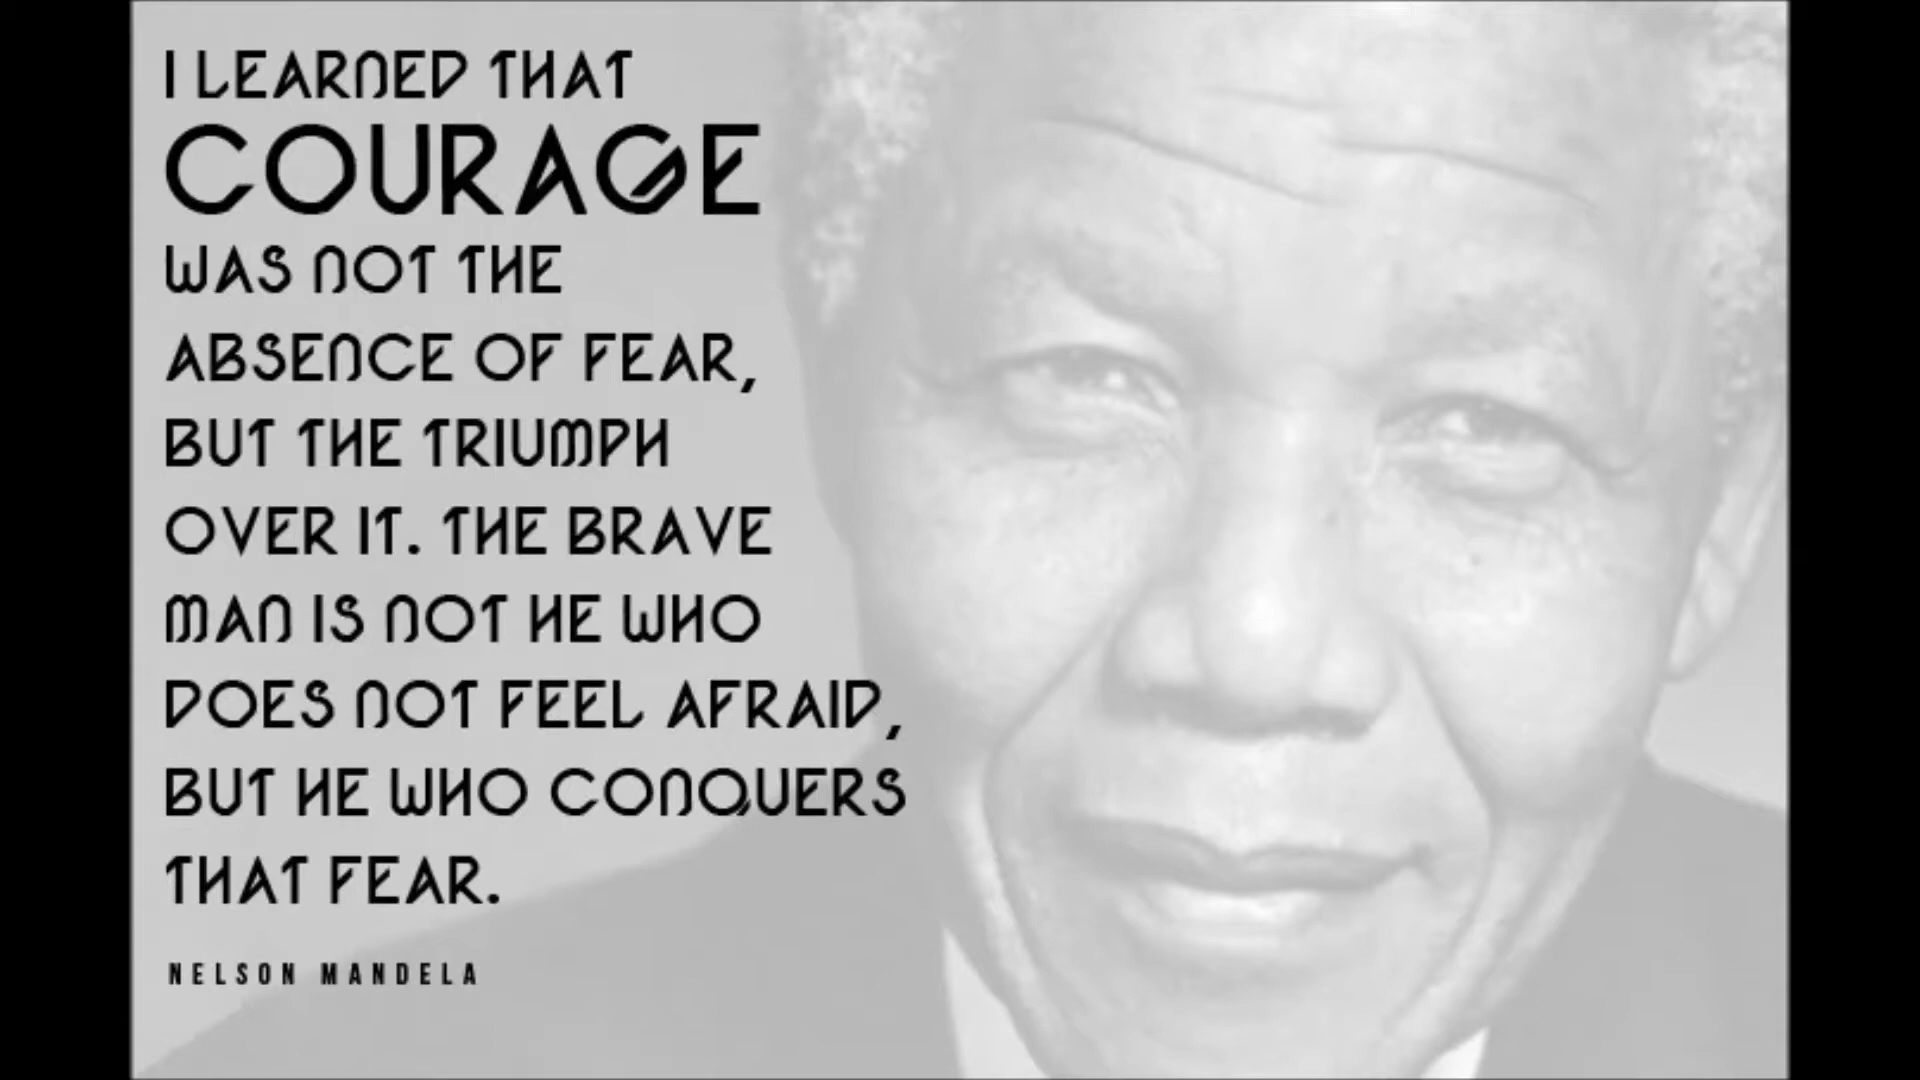 I LEARNED THAT
COURAGE
WAS NOT THE
ABSENCE OF FEAR,
BUT THE TRIUMPH
OVER IT. THE BRAVE
MAN IS NOT HE WHO
DOES NOT FEEL AFRAID,
BUT HE WHO CONQUERS
THAT FEAR.
NELSON MANDELA